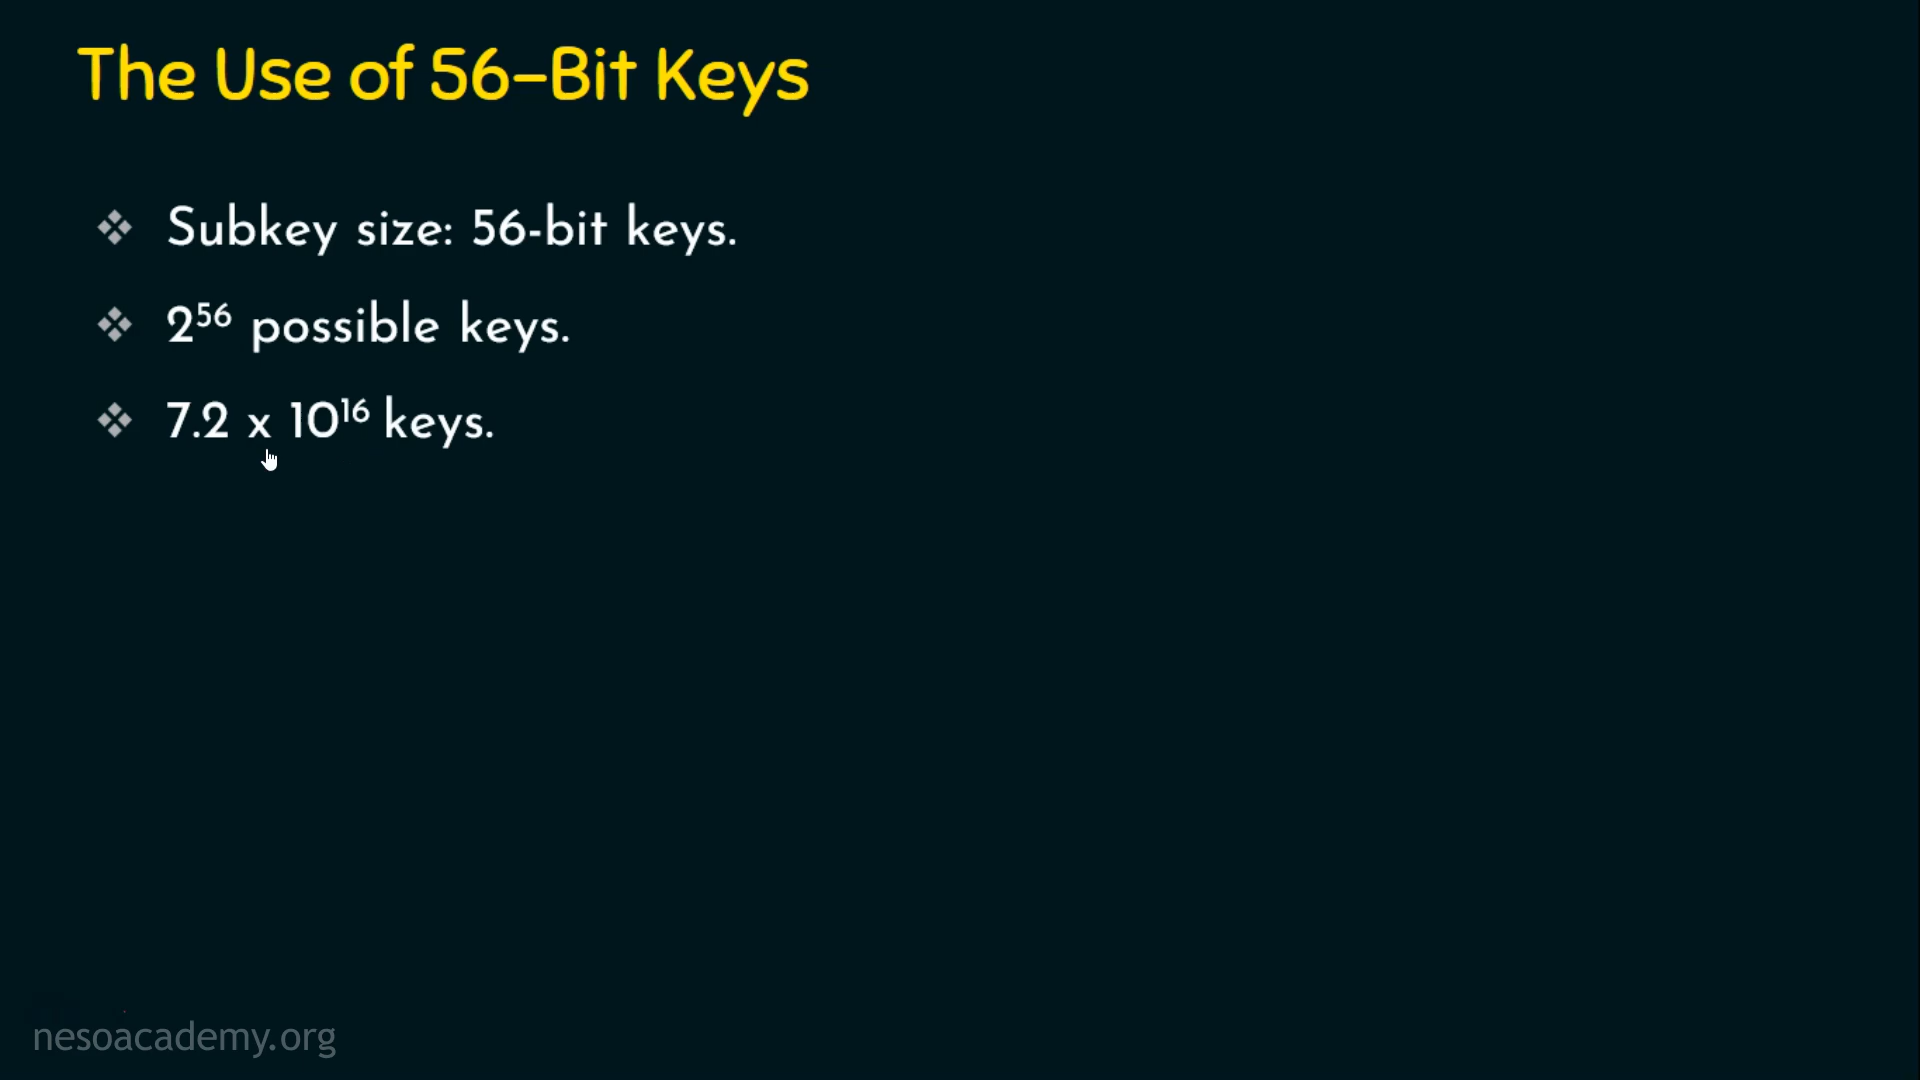 The Use of 56-Bit Keys
❖ Subkey size: 56-bit keys.
❖ 2⁵⁶ possible keys.
❖ 7.2 x 10¹⁶ keys.
nesoacademy.org